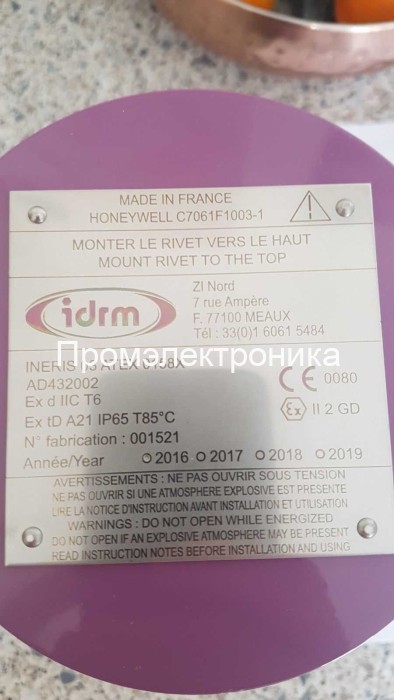 MADE IN FRANCE
HONEYWELL C7061F1003-1
MONTER LE RIVET VERS LE HAUT
MOUNT RIVET TO THE TOP
idrm
ZI Nord
7 rue Ampère
F. 77100 MEAUX
Tél : 33(0)1 6061 5484
Промэлектроника
INERIS ATEX 0158X
AD432002
Ex d IIC T6
Ex tD A21 IP65 T85°C
N° fabrication : 001521
CE 0080
Ex II 2 GD
Année/Year 2016 2017 2018 2019
AVERTISSEMENTS : NE PAS OUVRIR SOUS TENSION
NE PAS OUVRIR SI UNE ATMOSPHERE EXPLOSIVE EST PRESENTE
LIRE LA NOTICE D'INSTRUCTION AVANT INSTALLATION ET UTILISATION
WARNINGS : DO NOT OPEN WHILE ENERGIZED
DO NOT OPEN IF AN EXPLOSIVE ATMOSPHERE MAY BE PRESENT
READ INSTRUCTION NOTES BEFORE INSTALLATION AND USING